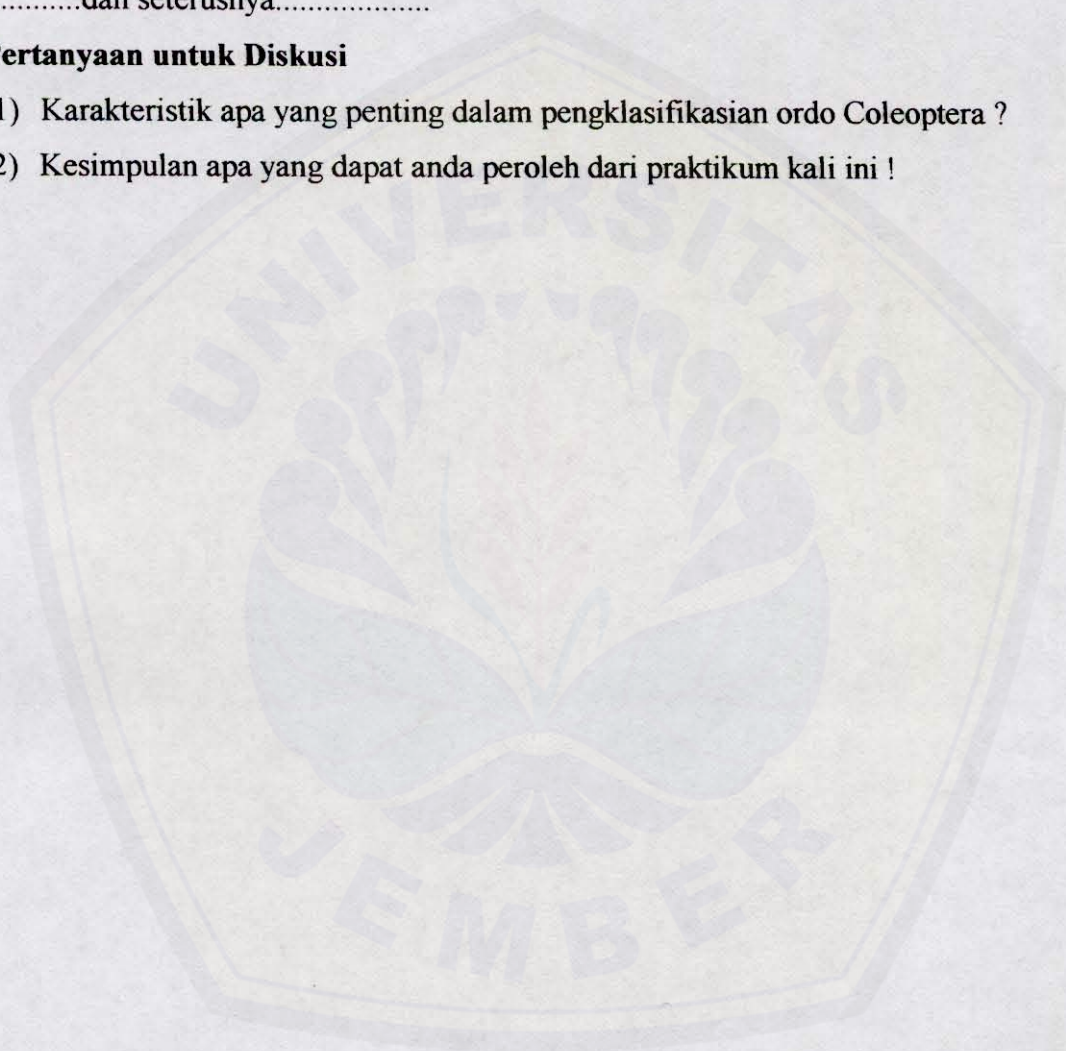 ...........dan seterusnya...................
ertanyaan untuk Diskusi
1) Karakteristik apa yang penting dalam pengklasifikasian ordo Coleoptera ?
2) Kesimpulan apa yang dapat anda peroleh dari praktikum kali ini !
UNIVERSITAS
JEMBER